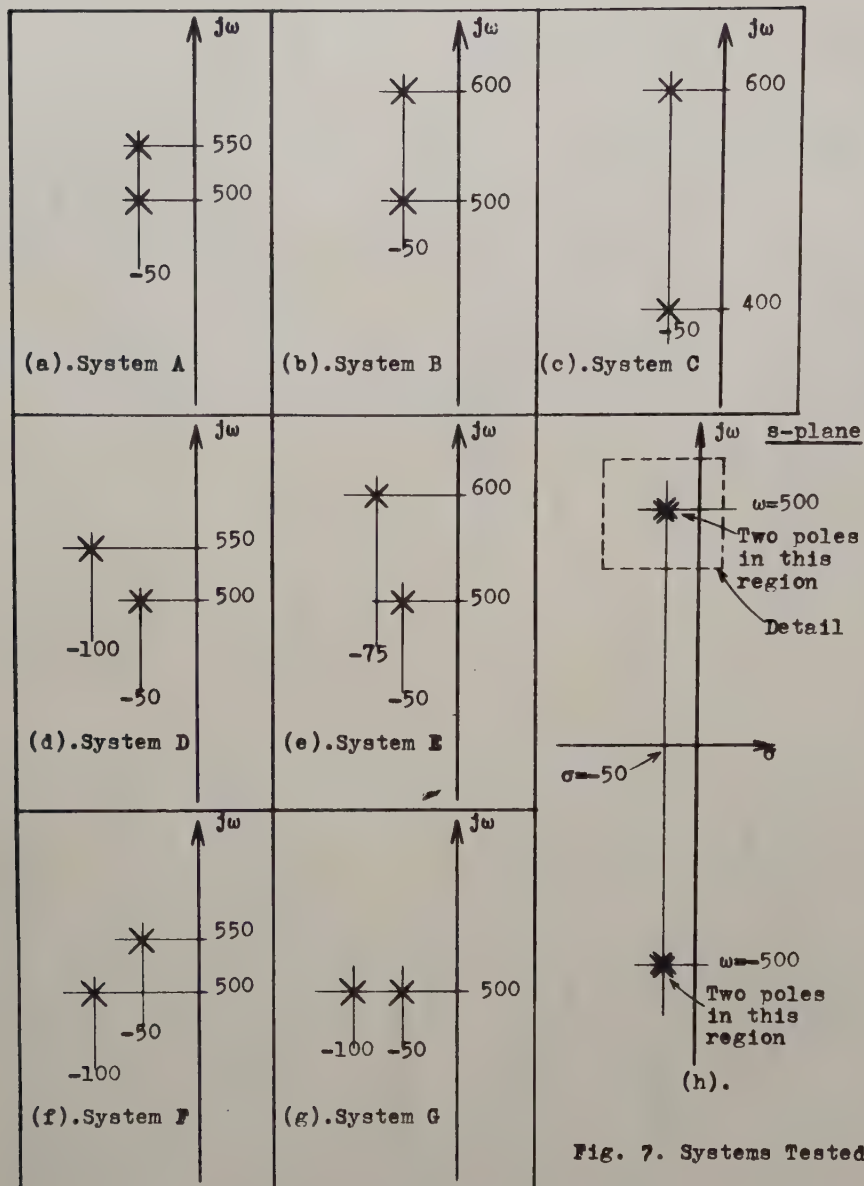 jω
550
500
-50
(a).System A
jω
600
500
-50
(b).System B
jω
600
400
-50
(c).System C
jω
550
500
-100
-50
(d).System D
jω
600
500
-75
-50
(e).System E
jω
s-plane
ω=500
Two poles
in this
region
Detail
σ
σ=-50
ω=-500
Two poles
in this
region
(h).
jω
550
500
-50
-100
(f).System F
jω
500
-100
-50
(g).System G
Fig. 7. Systems Tested